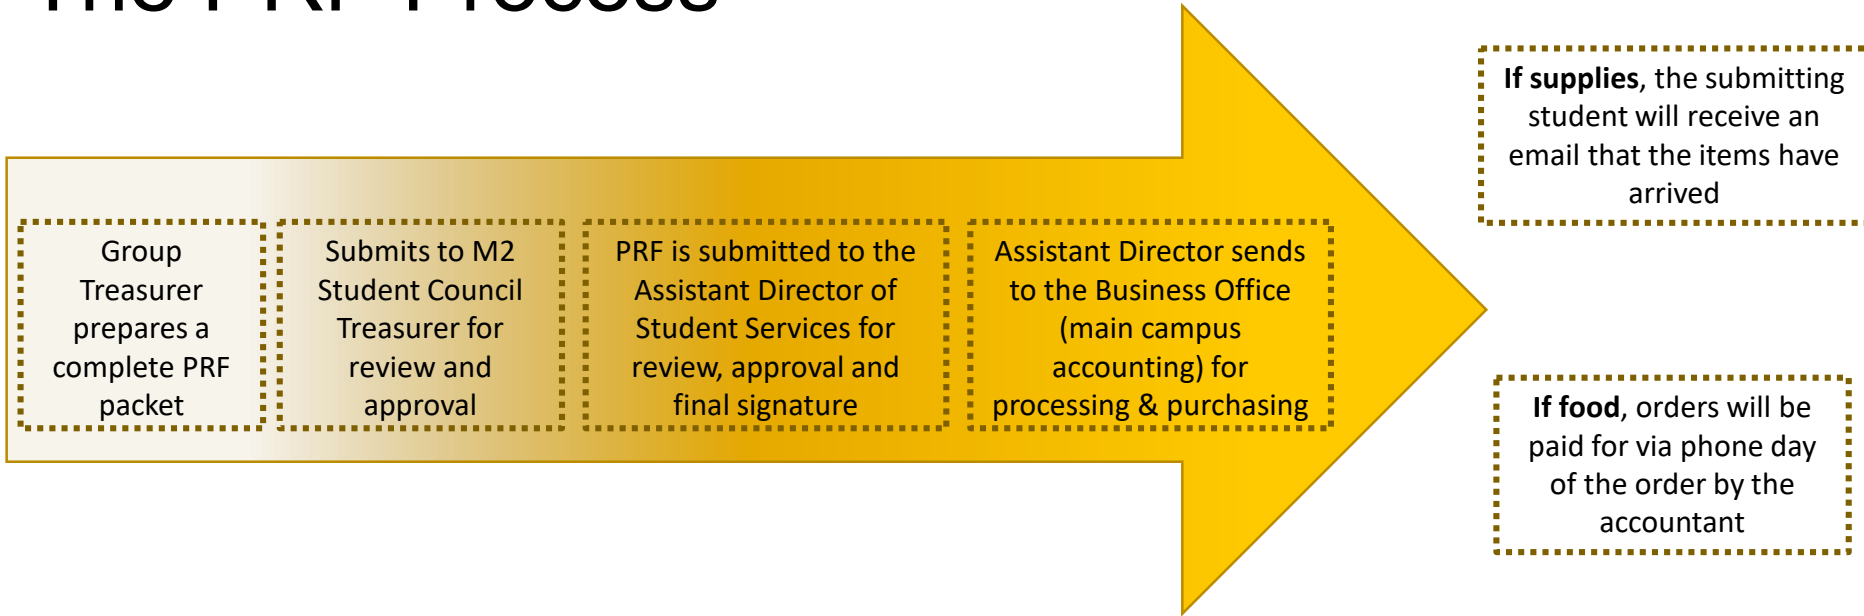 The PRF Process
Group
Treasurer
prepares a
complete PRF
packet
Submits to M2
Student Council
Treasurer for
review and
approval
PRF is submitted to the
Assistant Director of
Student Services for
review, approval and
final signature
Assistant Director sends
to the Business Office
(main campus
accounting) for
processing & purchasing
If supplies, the submitting
student will receive an
email that the items have
arrived
If food, orders will be
paid for via phone day
of the order by the
accountant